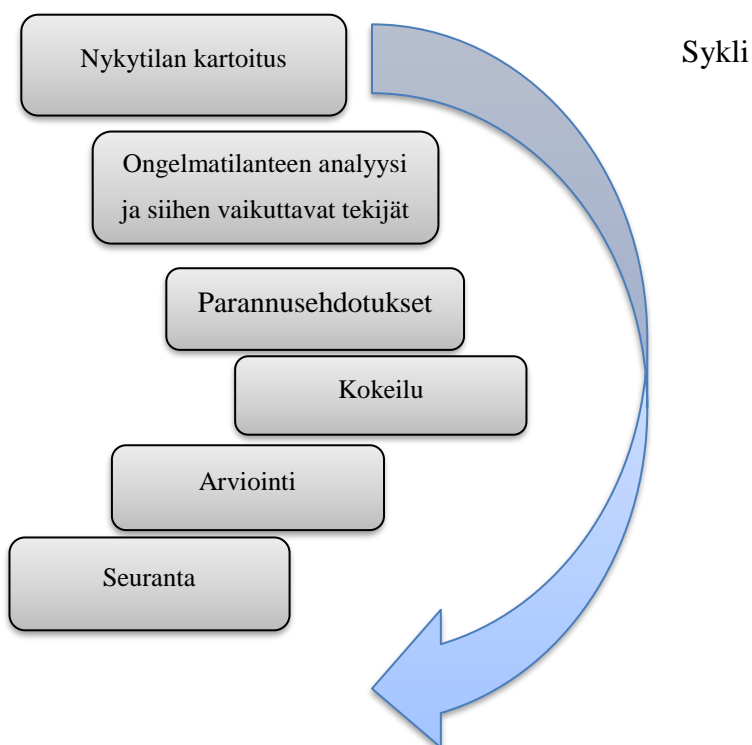 Nykytilan kartoitus
Sykli
Ongelmatilanteen analyysi
ja siihen vaikuttavat tekijät
Parannusehdotukset
Kokeilu
Arviointi
Seuranta